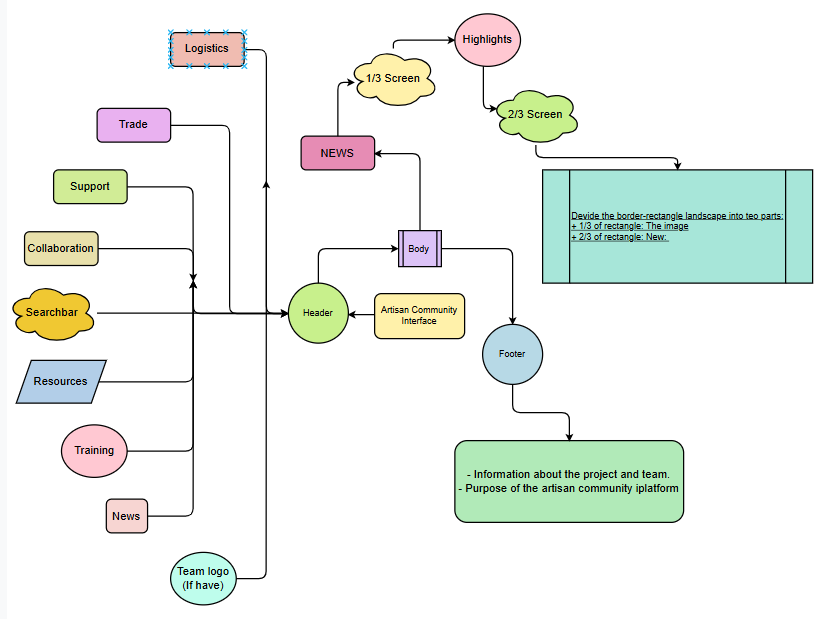 Logistics
Highlights
1/3 Screen
2/3 Screen
Trade
NEWS
Support
Devide the border-rectangle landscape into teo parts:
+ 1/3 of rectangle: The image
+ 2/3 of rectangle: New:
Collaboration
Body
Searchbar
Header
Artisan Community
Interface
Footer
Resources
Training
- Information about the project and team.
- Purpose of the artisan community iplatform
News
Team logo
(If have)